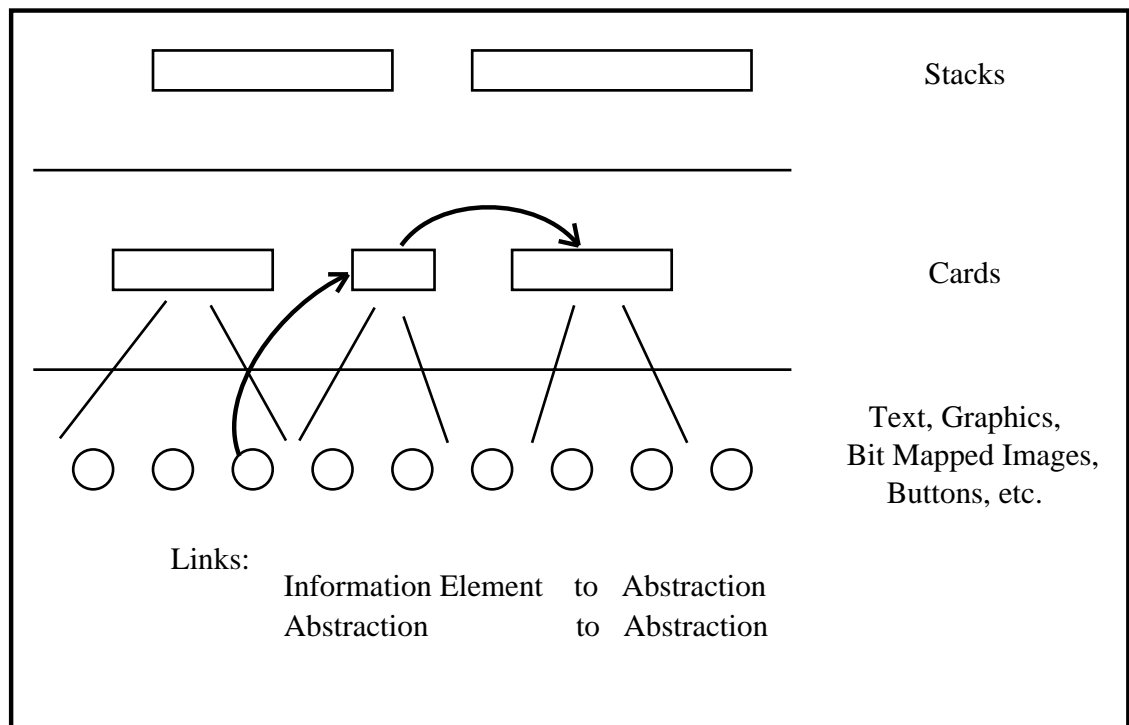 Stacks
Cards
Text, Graphics,
Bit Mapped Images,
Buttons, etc.
Links:
Information Element to Abstraction
Abstraction to Abstraction